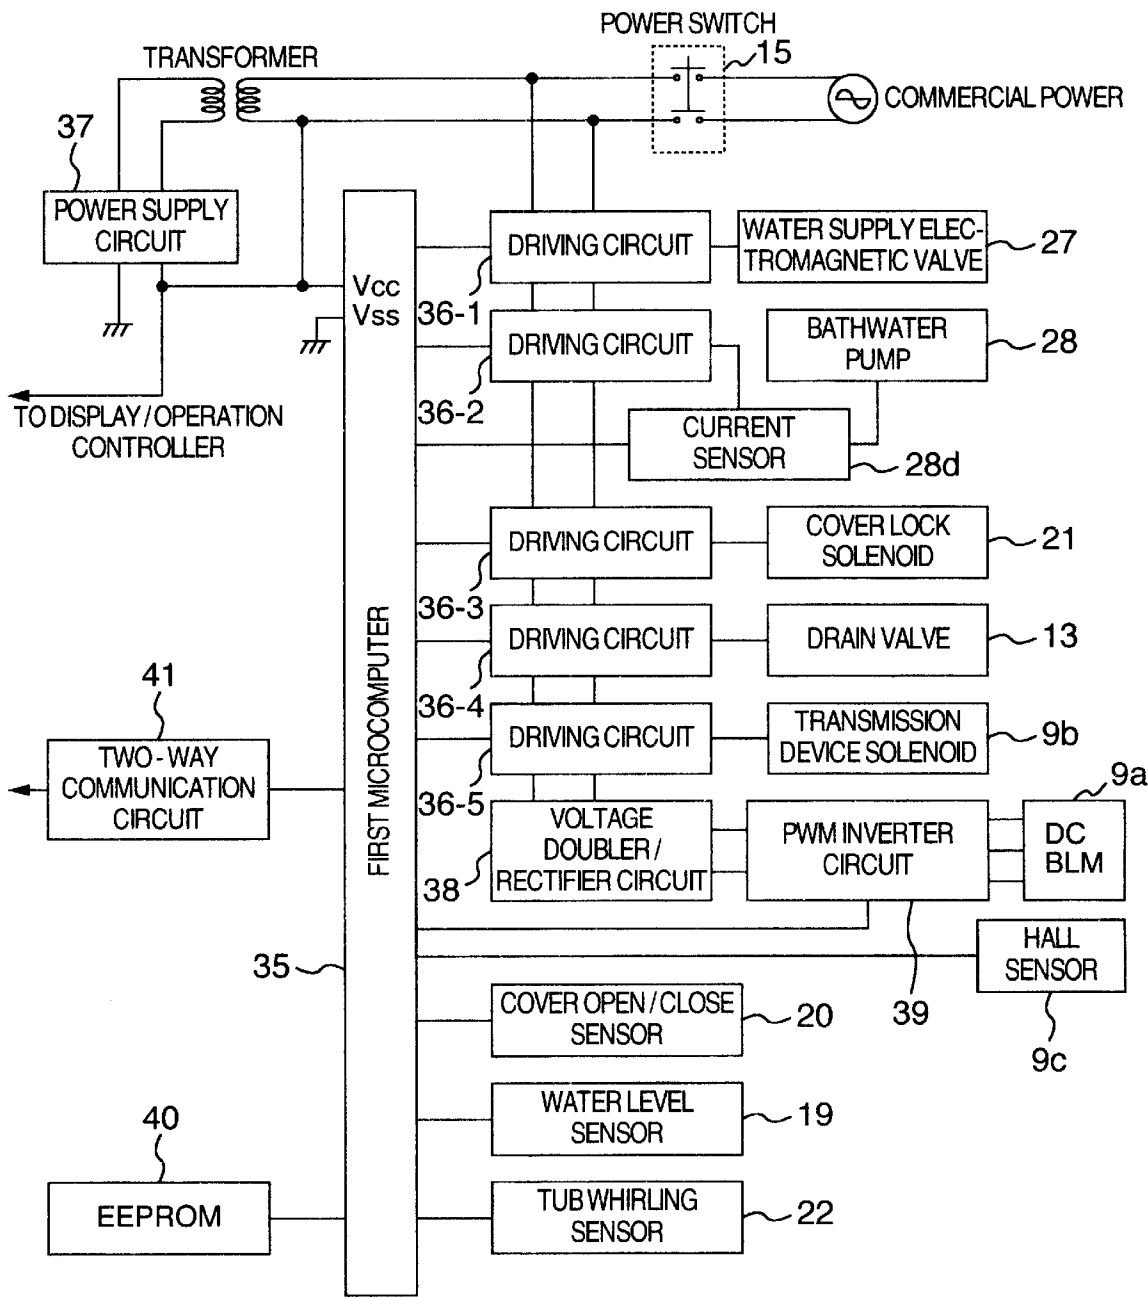 POWER SWITCH
15
TRANSFORMER
COMMERCIAL POWER
37
POWER SUPPLY
CIRCUIT
DRIVING CIRCUIT
WATER SUPPLY ELEC-
TROMAGNETIC VALVE
27
Vcc
Vss
36-1
DRIVING CIRCUIT
BATHWATER
PUMP
28
TO DISPLAY / OPERATION
CONTROLLER
36-2
CURRENT
SENSOR
28d
DRIVING CIRCUIT
COVER LOCK
SOLENOID
21
36-3
DRIVING CIRCUIT
DRAIN VALVE
13
36-4
41
TWO-WAY
COMMUNICATION
CIRCUIT
FIRST MICROCOMPUTER
DRIVING CIRCUIT
TRANSMISSION
DEVICE SOLENOID
9b
36-5
9a
VOLTAGE
DOUBLER /
RECTIFIER CIRCUIT
38
PWM INVERTER
CIRCUIT
DC
BLM
35
HALL
SENSOR
39
9c
COVER OPEN / CLOSE
SENSOR
20
WATER LEVEL
SENSOR
19
40
EEPROM
TUB WHIRLING
SENSOR
22